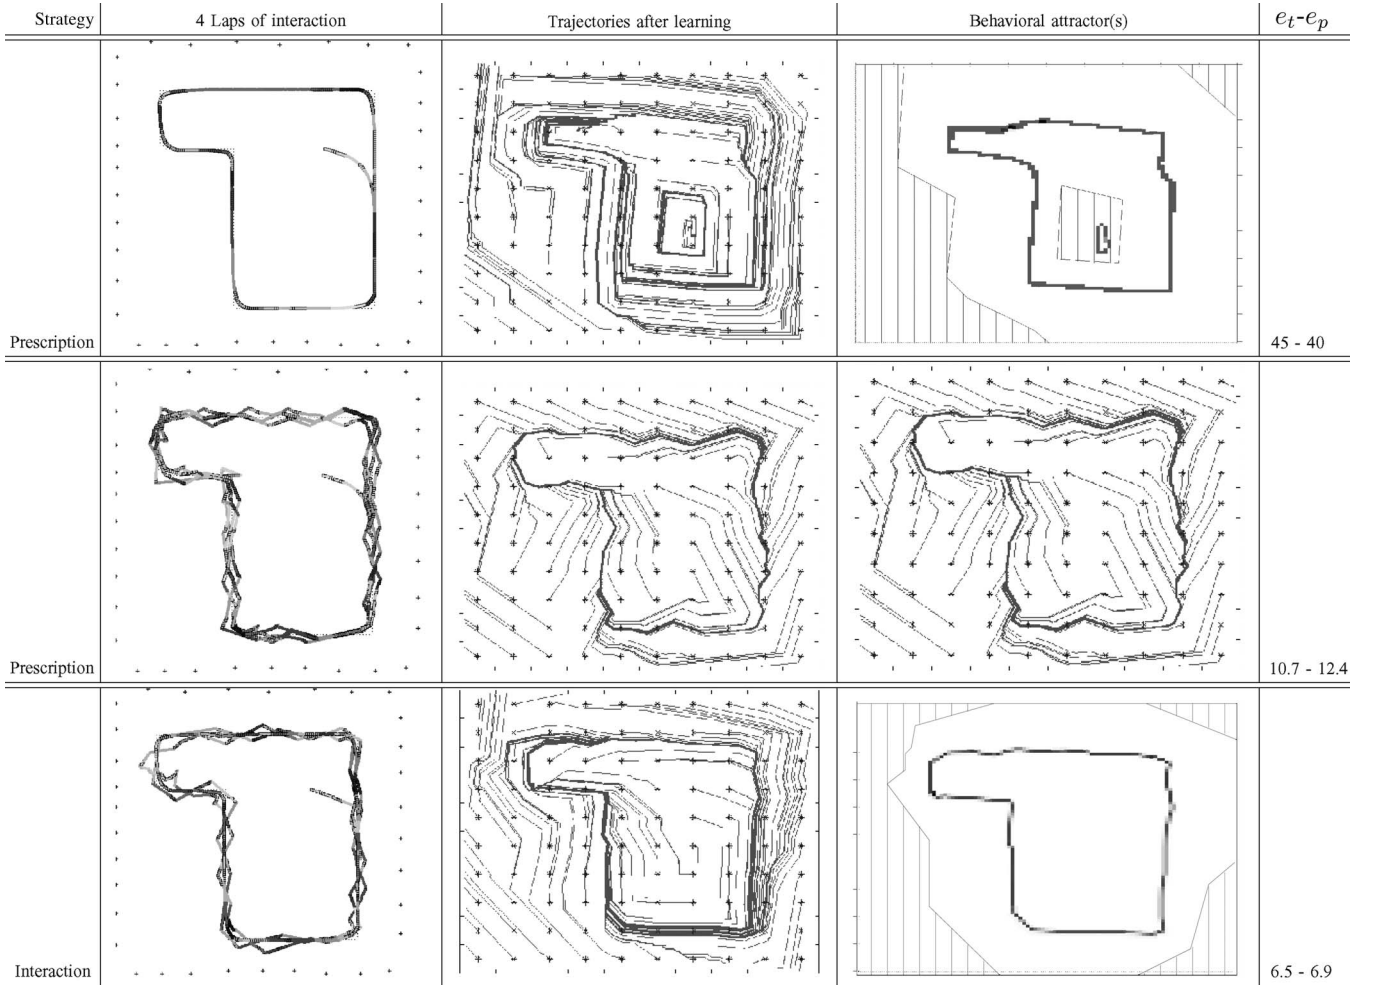 Strategy
4 Laps of interaction
Trajectories after learning
Behavioral attractor(s)
e_t-e_p
Prescription
45 - 40
Prescription
10.7 - 12.4
Interaction
6.5 - 6.9